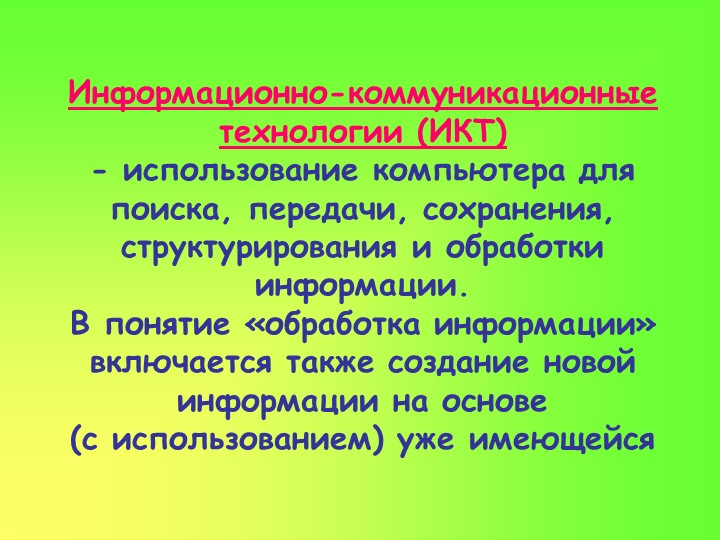 Информационно-коммуникационные
технологии (ИКТ)
- использование компьютера для
поиска, передачи, сохранения,
структурирования и обработки
информации.
В понятие «обработка информации»
включается также создание новой
информации на основе
(с использованием) уже имеющейся